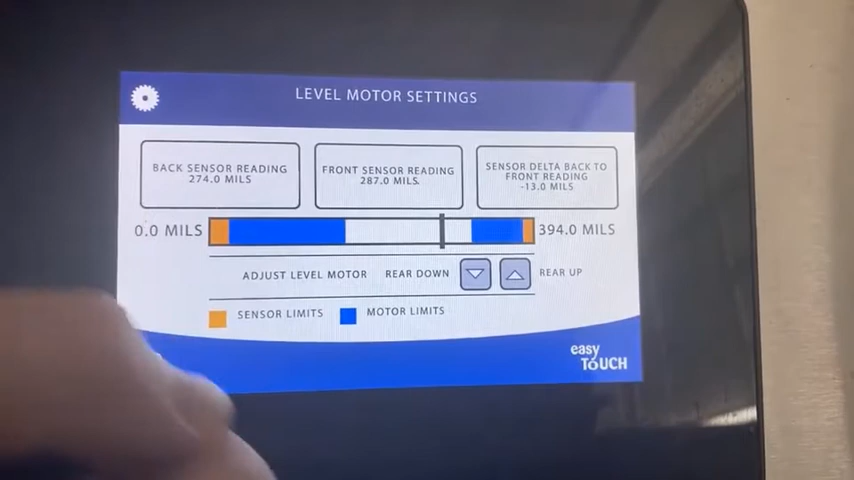 LEVEL MOTOR SETTINGS
BACK SENSOR READING
274.0 MILS
FRONT SENSOR READING
287.0 MILS
SENSOR DELTA BACK TO
FRONT READING
-13.0 MILS
0.0 MILS
394.0 MILS
ADJUST LEVEL MOTOR REAR DOWN REAR UP
SENSOR LIMITS MOTOR LIMITS
easy
TOUCH